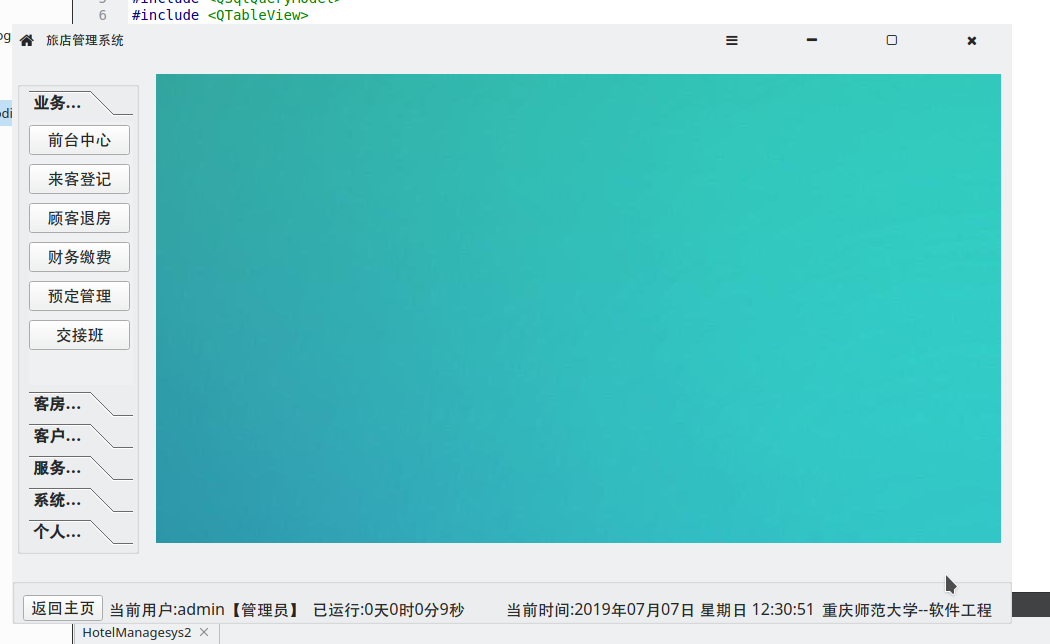 6 #include <QTableView>
旅店管理系统
业务...
前台中心
来客登记
顾客退房
财务缴费
预定管理
交接班
客房...
客户...
服务...
系统...
个人...
返回主页 当前用户:admin【管理员】 已运行:0天0时0分9秒 当前时间:2019年07月07日 星期日 12:30:51 重庆师范大学--软件工程
HotelManagesys2